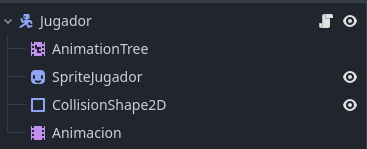 Jugador
AnimationTree
SpriteJugador
CollisionShape2D
Animacion